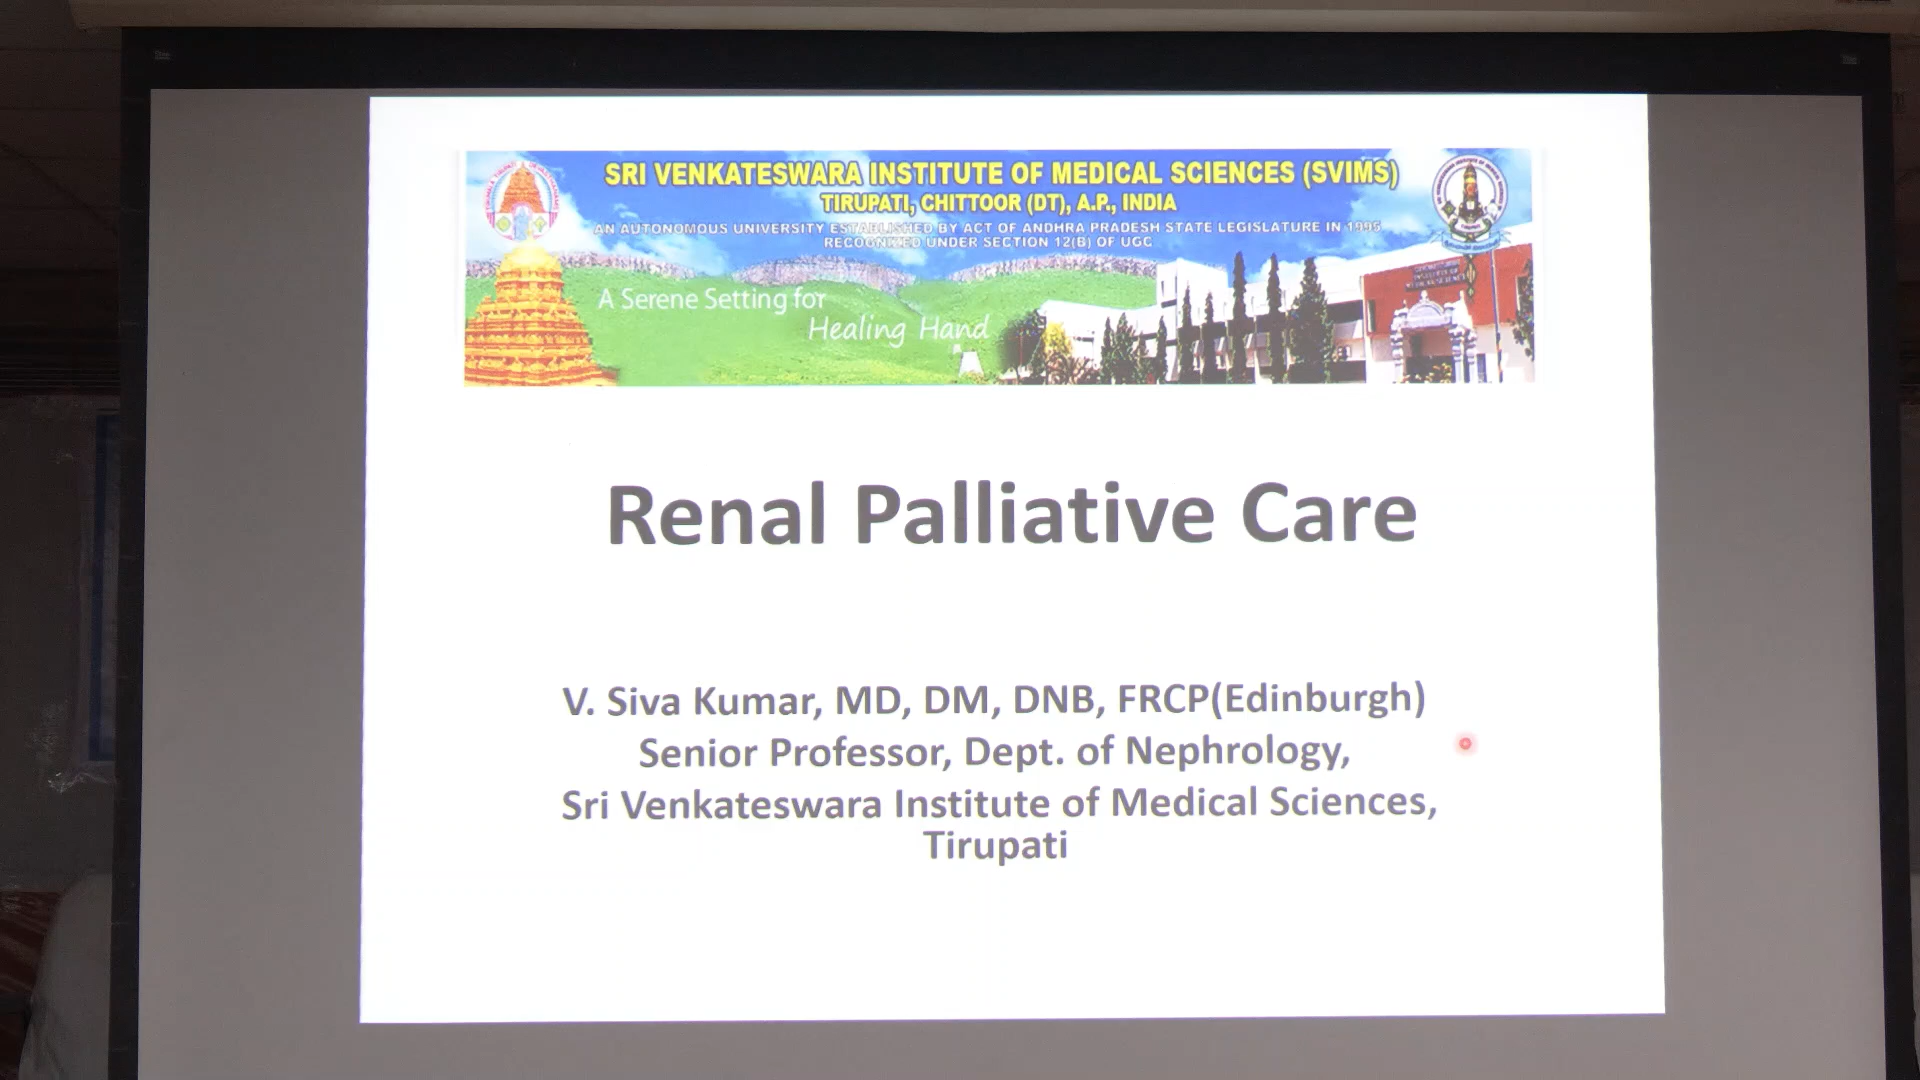 SRI VENKATESWARA INSTITUTE OF MEDICAL SCIENCES (SVIMS)
TIRUPATI, CHITTOOR (DT), A.P., INDIA
AN AUTONOMOUS UNIVERSITY ESTABLISHED BY ACT OF ANDHRA PRADESH STATE LEGISLATURE IN 1995
RECOGNIZED UNDER SECTION 12(B) OF UGC
A Serene Setting for
Healing Hand
Renal Palliative Care
V. Siva Kumar, MD, DM, DNB, FRCP(Edinburgh)
Senior Professor, Dept. of Nephrology,
Sri Venkateswara Institute of Medical Sciences,
Tirupati